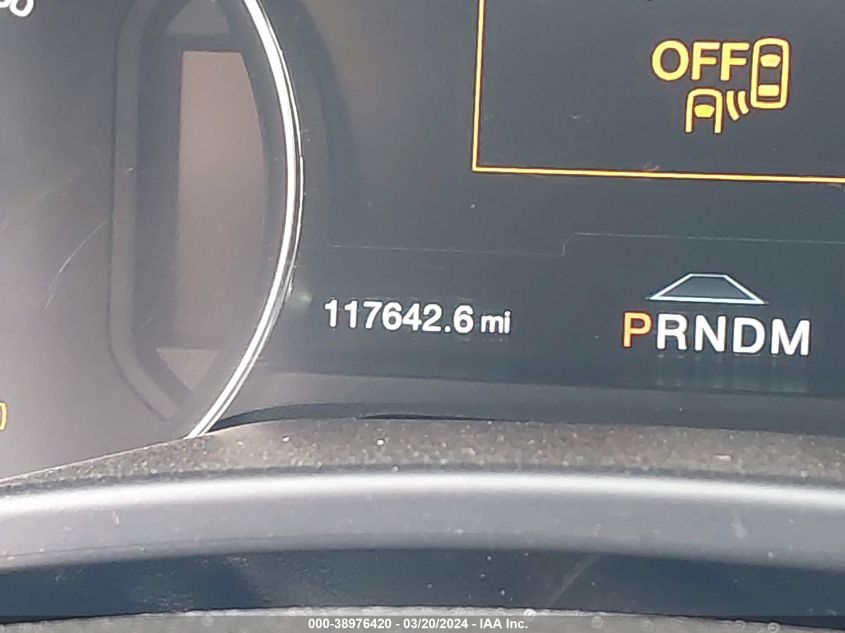 OFF
117642.6 mi
PRNDM
000-38976420 - 03/20/2024 - IAA, Inc.